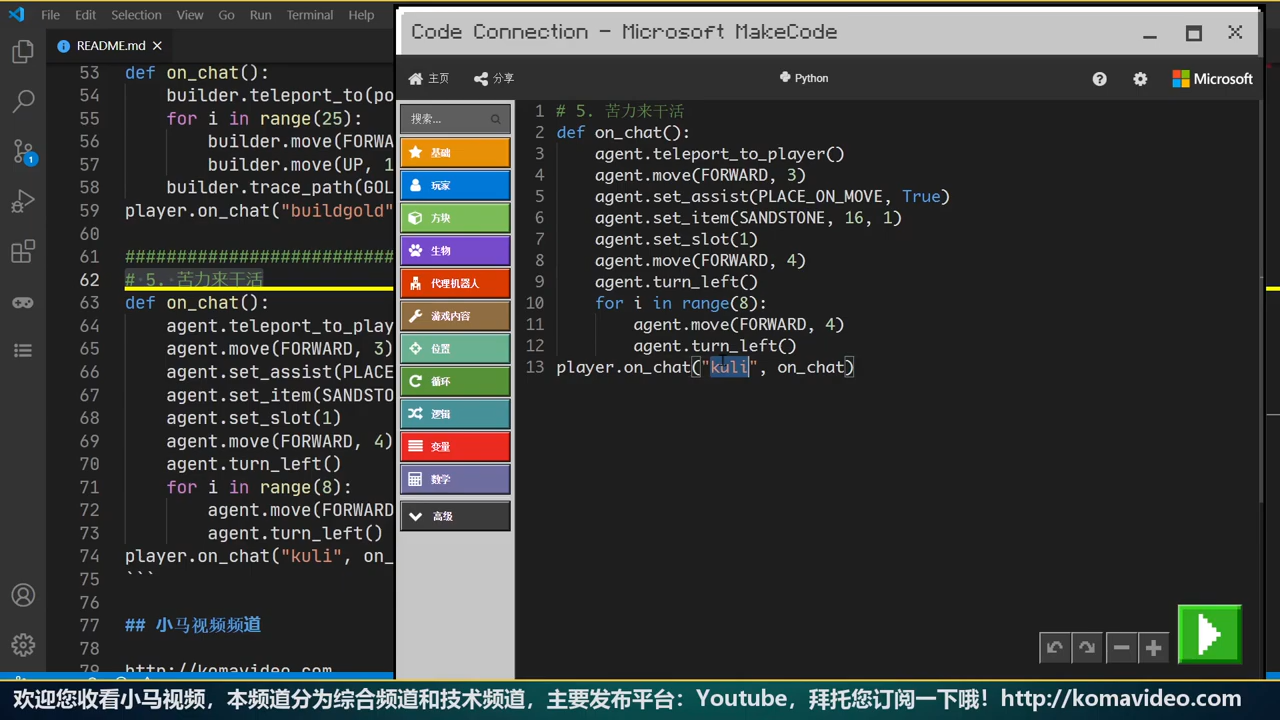 File Edit Selection View Go Run Terminal Help
README.md
53 def on_chat():
54 builder.teleport_to(po
55 for i in range(25):
56 builder.move(FORWA
57 builder.move(UP, 1
58 builder.trace_path(GOL
59 player.on_chat("buildgold"
60
61 ##########################
62 # 5. 苦力来干活
63 def on_chat():
64 agent.teleport_to_play
65 agent.move(FORWARD, 3)
66 agent.set_assist(PLACE
67 agent.set_item(SANDSTO
68 agent.set_slot(1)
69 agent.move(FORWARD, 4)
70 agent.turn_left()
71 for i in range(8):
72 agent.move(FORWARD
73 agent.turn_left()
74 player.on_chat("kuli", on_
75 ```
76
77 ## 小马视频频道
78
79 http://komavideo.com
1
Code Connection - Microsoft MakeCode
主页 分享 Python Microsoft
搜索...
基础
玩家
方块
生物
代理机器人
游戏内容
位置
循环
逻辑
变量
数学
高级
1 # 5. 苦力来干活
2 def on_chat():
3 agent.teleport_to_player()
4 agent.move(FORWARD, 3)
5 agent.set_assist(PLACE_ON_MOVE, True)
6 agent.set_item(SANDSTONE, 16, 1)
7 agent.set_slot(1)
8 agent.move(FORWARD, 4)
9 agent.turn_left()
10 for i in range(8):
11 agent.move(FORWARD, 4)
12 agent.turn_left()
13 player.on_chat("kuli", on_chat)
欢迎您收看小马视频，本频道分为综合频道和技术频道，主要发布平台：Youtube，拜托您订阅一下哦！http://komavideo.com